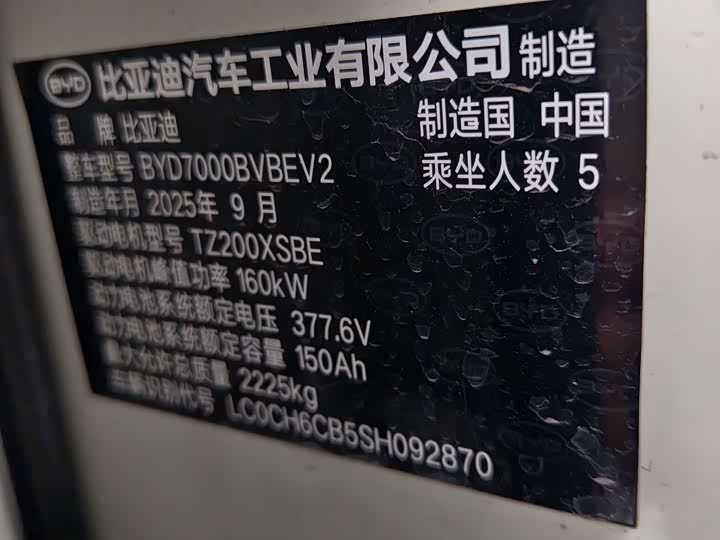 BYD 比亚迪汽车工业有限公司 制造
品 牌 比亚迪 制造国 中国
整车型号 BYD7000BVBEV2 乘坐人数 5
制造年月 2025年 9 月
驱动电机型号 TZ200XSBE
驱动电机峰值功率 160kW
动力电池系统额定电压 377.6V
动力电池系统额定容量 150Ah
最大允许总质量 2225kg
车辆识别代号 LC0CH6CB5SH092870